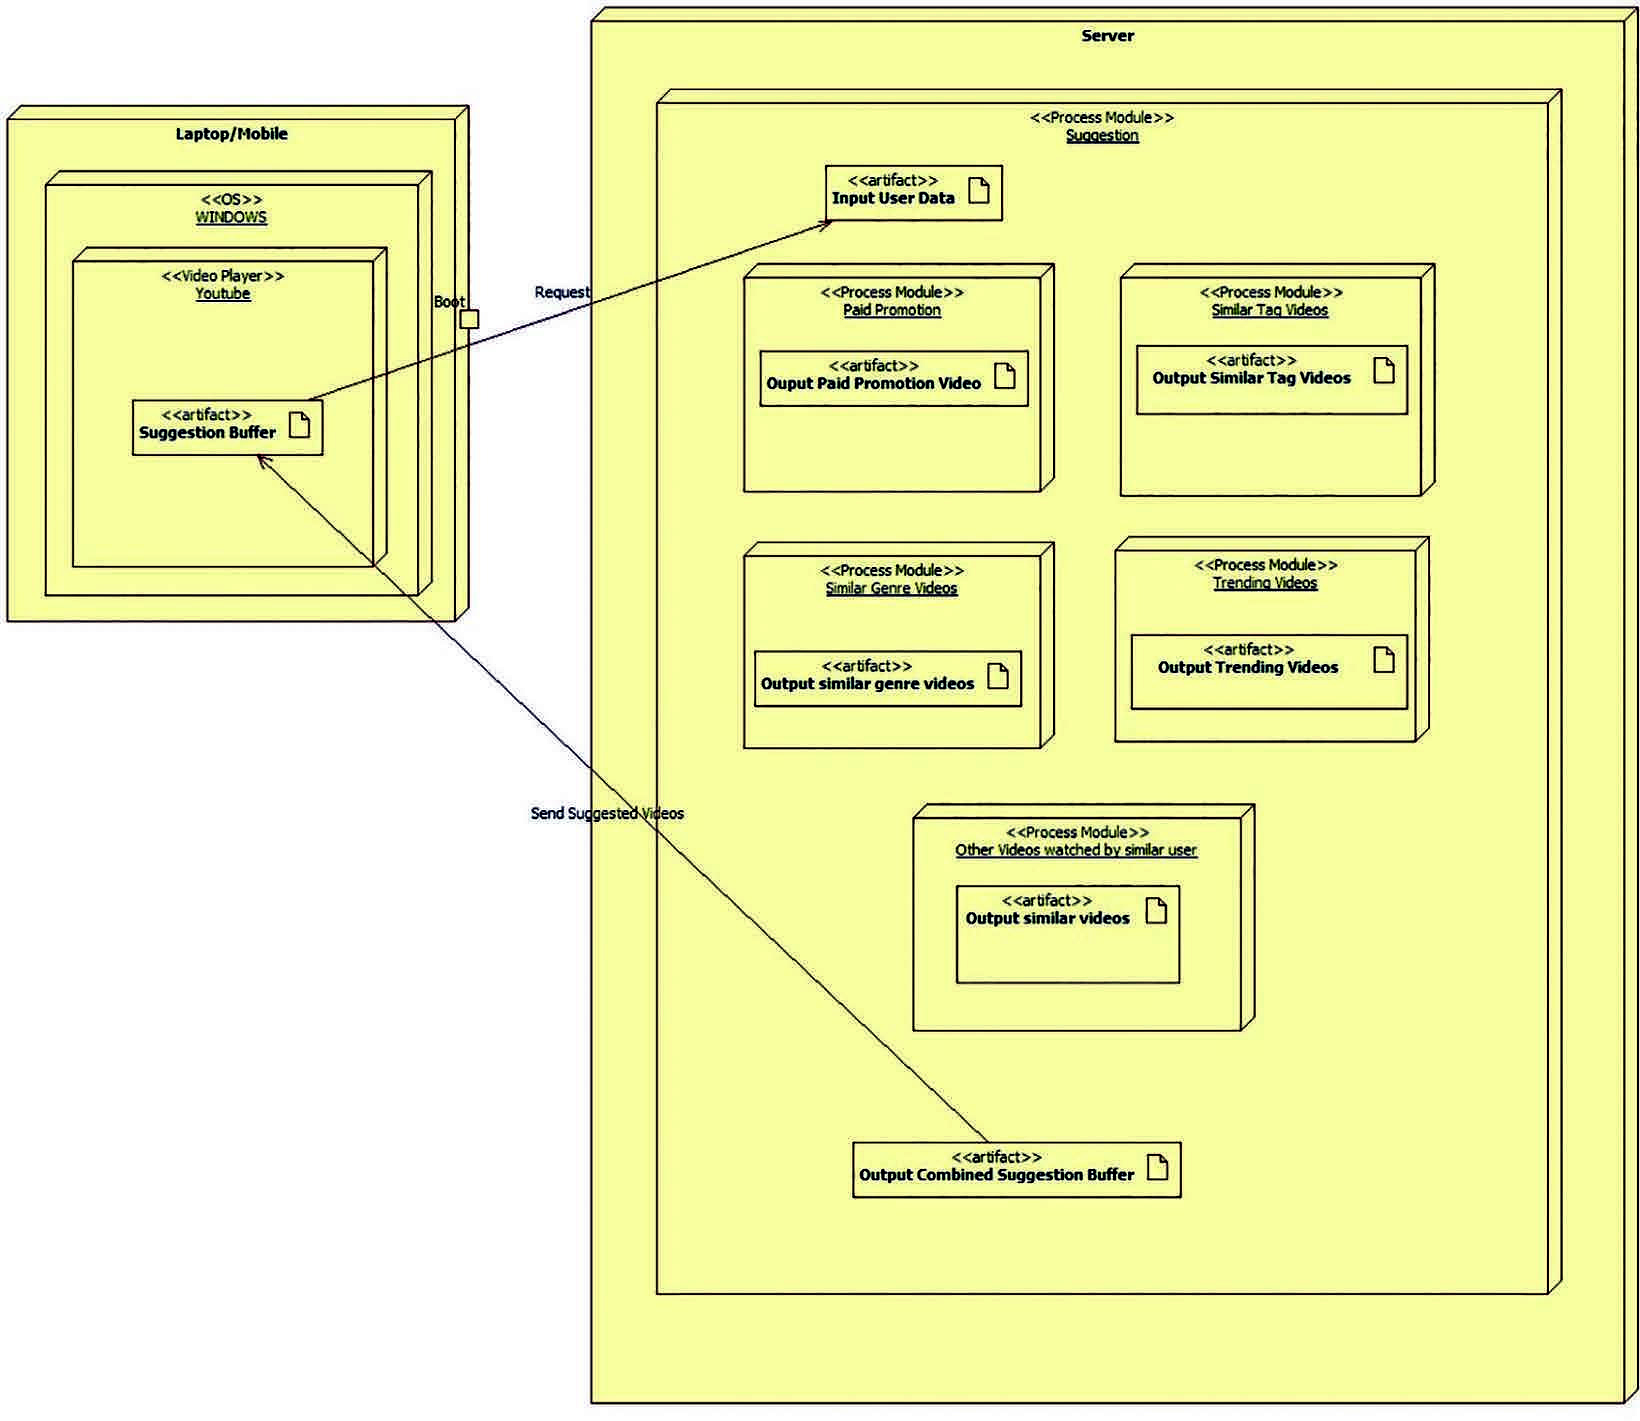 Laptop/Mobile
<<OS>>
WINDOWS
<<Video Player>>
Youtube
<<artifact>>
Suggestion Buffer
Boot
Request
Send Suggested Videos
Server
<<Process Module>>
Suggestion
<<artifact>>
Input User Data
<<Process Module>>
Paid Promotion
<<artifact>>
Ouput Paid Promotion Video
<<Process Module>>
Similar Tag Videos
<<artifact>>
Output Similar Tag Videos
<<Process Module>>
Similar Genre Videos
<<artifact>>
Output similar genre videos
<<Process Module>>
Trending Videos
<<artifact>>
Output Trending Videos
<<Process Module>>
Other Videos watched by similar user
<<artifact>>
Output similar videos
<<artifact>>
Output Combined Suggestion Buffer